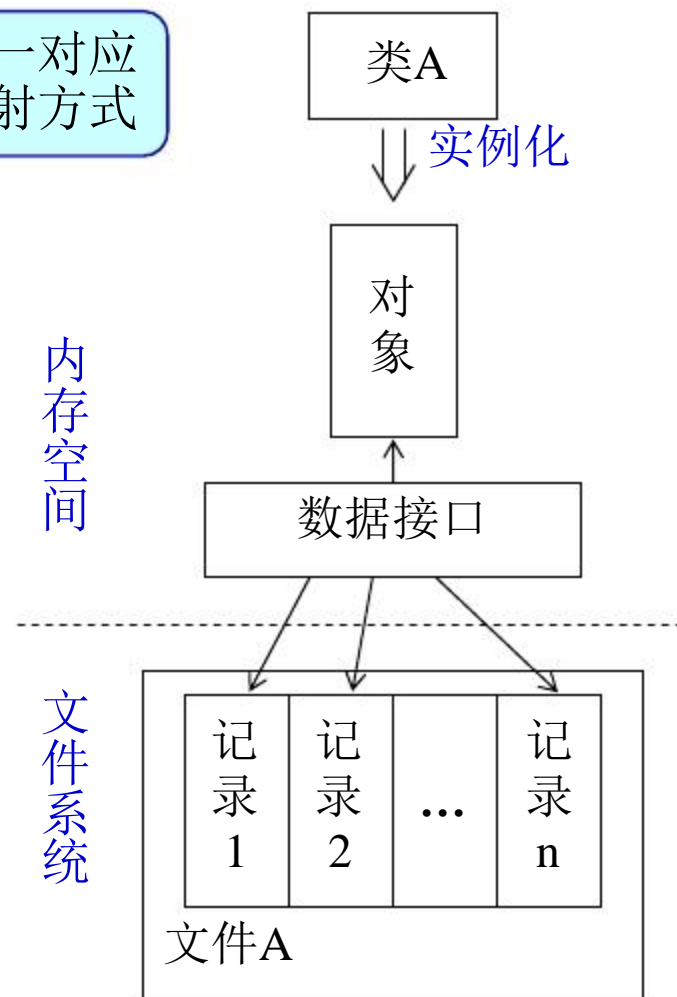 一对应
射方式
类A
实例化
对象
内存空间
数据接口
文件系统
记录1
记录2
...
记录n
文件A